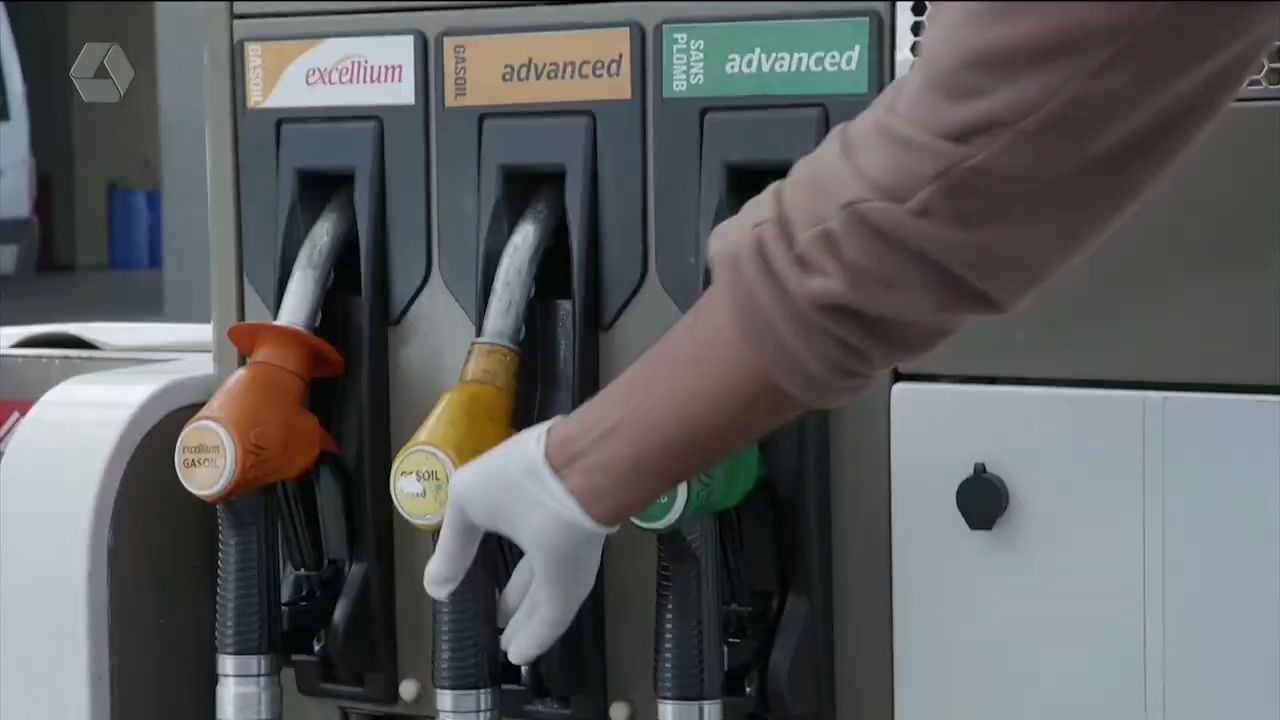 GASOIL
excellium
GASOIL
advanced
SANS
PLOMB
advanced
excellium
GASOIL
GASOIL